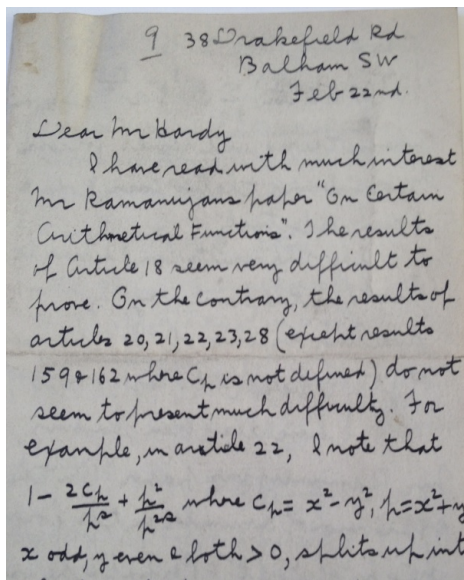 9 38 Drakefield Rd
Balham SW
Feb 22nd.
Dear Mr Hardy
I have read with much interest
Mr Ramanujans paper "On Certain
Arithmetical Functions". The results
of Article 18 seem very difficult to
prove. On the contrary, the results of
articles 20, 21, 22, 23, 28 (except results
159 & 162 where Cp is not defined) do not
seem to present much difficulty. For
example, in article 22, I note that
1 - 2Cp/p^s + p²/p^2s where Cp = x² - y², p = x² + y
x odd, y even & both > 0, splits up int